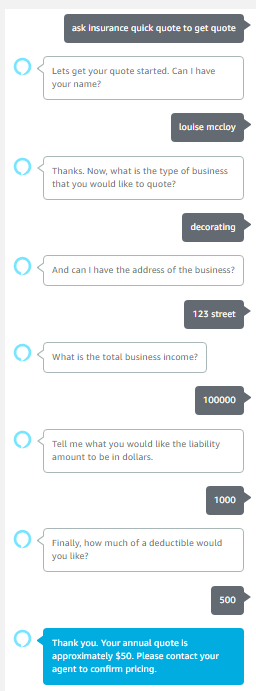 ask insurance quick quote to get quote
Lets get your quote started. Can I have
your name?
louise mccloy
Thanks. Now, what is the type of business
that you would like to quote?
decorating
And can I have the address of the business?
123 street
What is the total business income?
100000
Tell me what you would like the liability
amount to be in dollars.
1000
Finally, how much of a deductible would
you like?
500
Thank you. Your annual quote is
approximately $50. Please contact your
agent to confirm pricing.